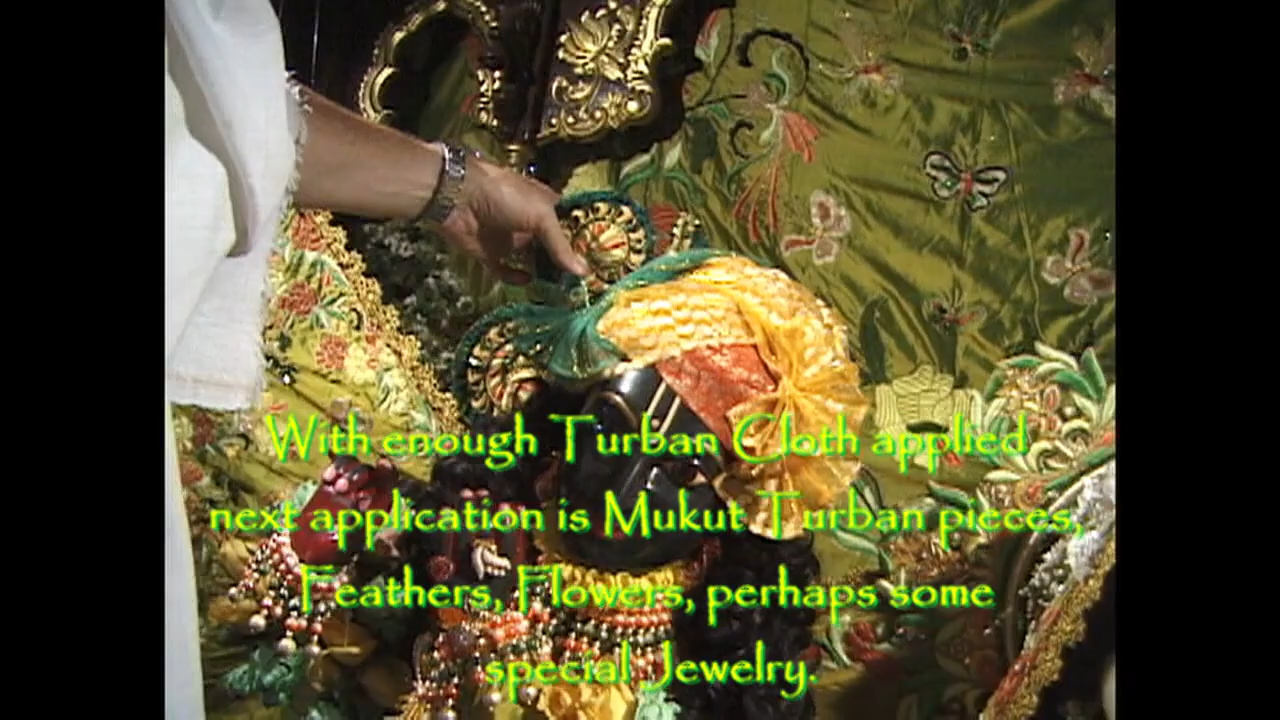 With enough Turban Cloth applied
next application is Mukut Turban pieces,
Feathers, Flowers, perhaps some
special Jewelry.